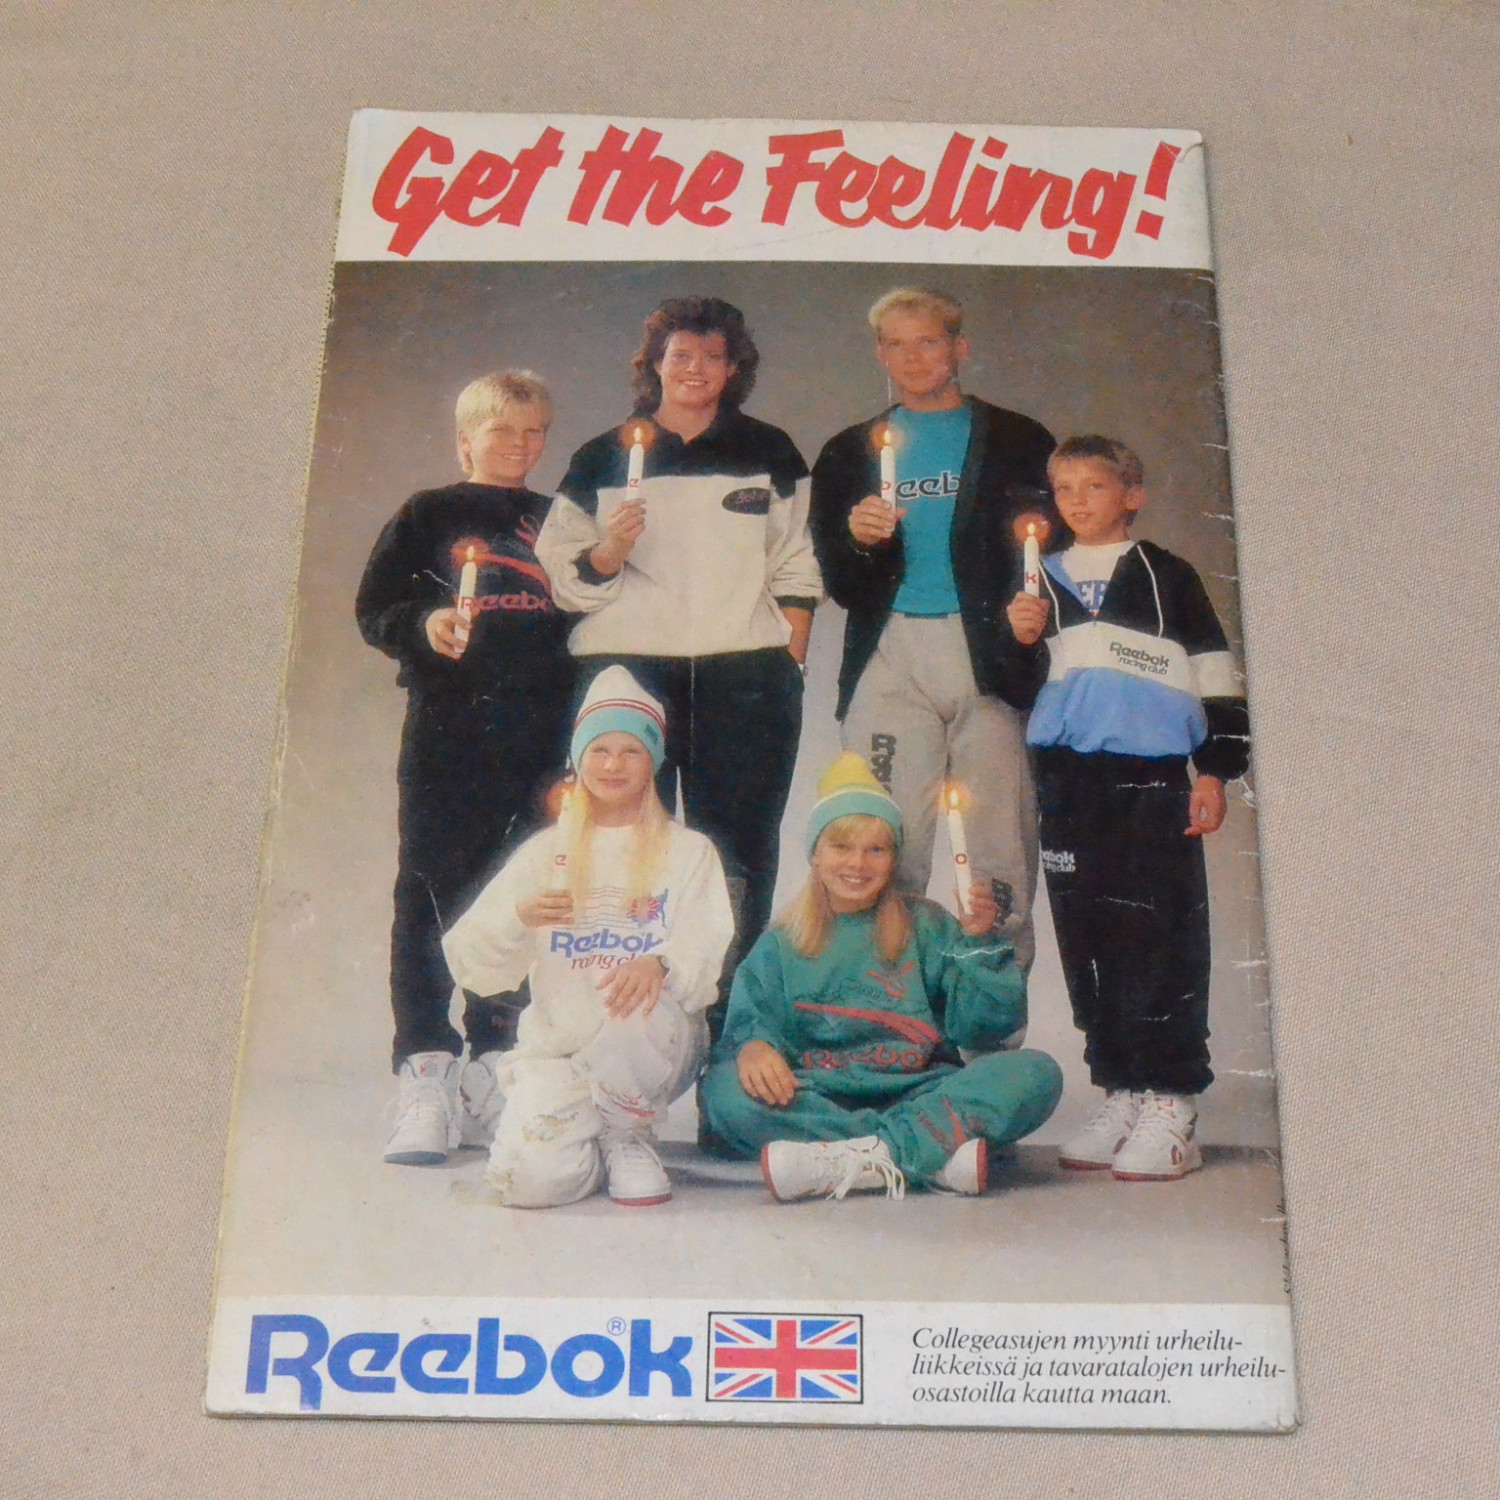 Get the Feeling!
Reebok
eeb
Reebok
racing club
Reebok
racing club
Reebok
R
e
e
b
o
k
Reebok®
Collegeasujen myynti urheilu-
liikkeissä ja tavaratalojen urheilu-
osastoilla kautta maan.